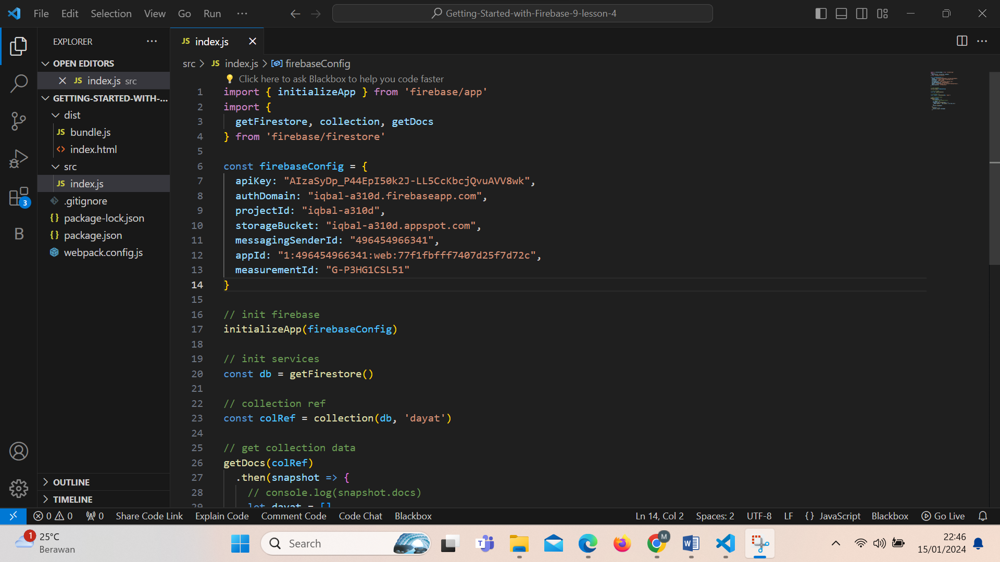 File Edit Selection View Go Run ··· Getting-Started-with-Firebase-9-lesson-4
EXPLORER
OPEN EDITORS
JS index.js src
GETTING-STARTED-WITH-...
dist
JS bundle.js
<> index.html
src
JS index.js
.gitignore
{} package-lock.json
{} package.json
webpack.config.js
OUTLINE
TIMELINE
3
B
JS index.js
src > JS index.js > firebaseConfig
Click here to ask Blackbox to help you code faster
1 import { initializeApp } from 'firebase/app'
2 import {
3 getFirestore, collection, getDocs
4 } from 'firebase/firestore'
5
6 const firebaseConfig = {
7 apiKey: "AIzaSyDp_P44EpI50k2J-LL5CcKbcjQvuAVV8wk",
8 authDomain: "iqbal-a310d.firebaseapp.com",
9 projectId: "iqbal-a310d",
10 storageBucket: "iqbal-a310d.appspot.com",
11 messagingSenderId: "496454966341",
12 appId: "1:496454966341:web:77f1fbfff7407d25f7d72c",
13 measurementId: "G-P3HG1CSL51"
14 }
15
16 // init firebase
17 initializeApp(firebaseConfig)
18
19 // init services
20 const db = getFirestore()
21
22 // collection ref
23 const colRef = collection(db, 'dayat')
24
25 // get collection data
26 getDocs(colRef)
27 .then(snapshot => {
28 // console.log(snapshot.docs)
29 let dayat = []
0 0 0 Share Code Link Explain Code Comment Code Code Chat Blackbox Ln 14, Col 2 Spaces: 2 UTF-8 LF {} JavaScript Blackbox Go Live
1 25°C
Berawan
Search
M
22:46
15/01/2024